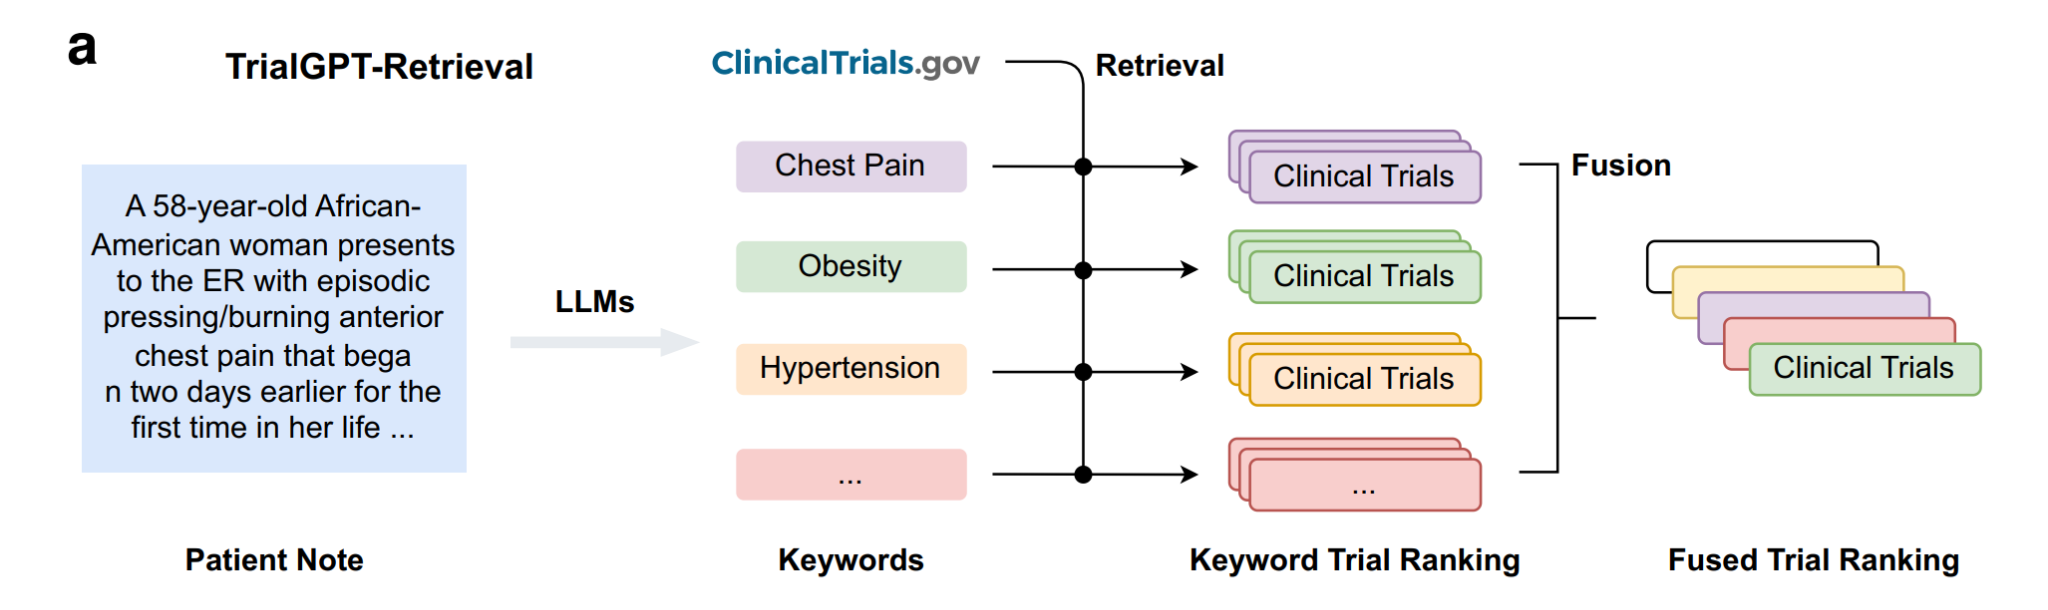 a
TrialGPT-Retrieval
ClinicalTrials.gov
Retrieval
A 58-year-old African-
American woman presents
to the ER with episodic
pressing/burning anterior
chest pain that bega
n two days earlier for the
first time in her life ...
LLMs
Chest Pain
Obesity
Hypertension
...
Clinical Trials
Clinical Trials
Clinical Trials
...
Fusion
Clinical Trials
Patient Note
Keywords
Keyword Trial Ranking
Fused Trial Ranking